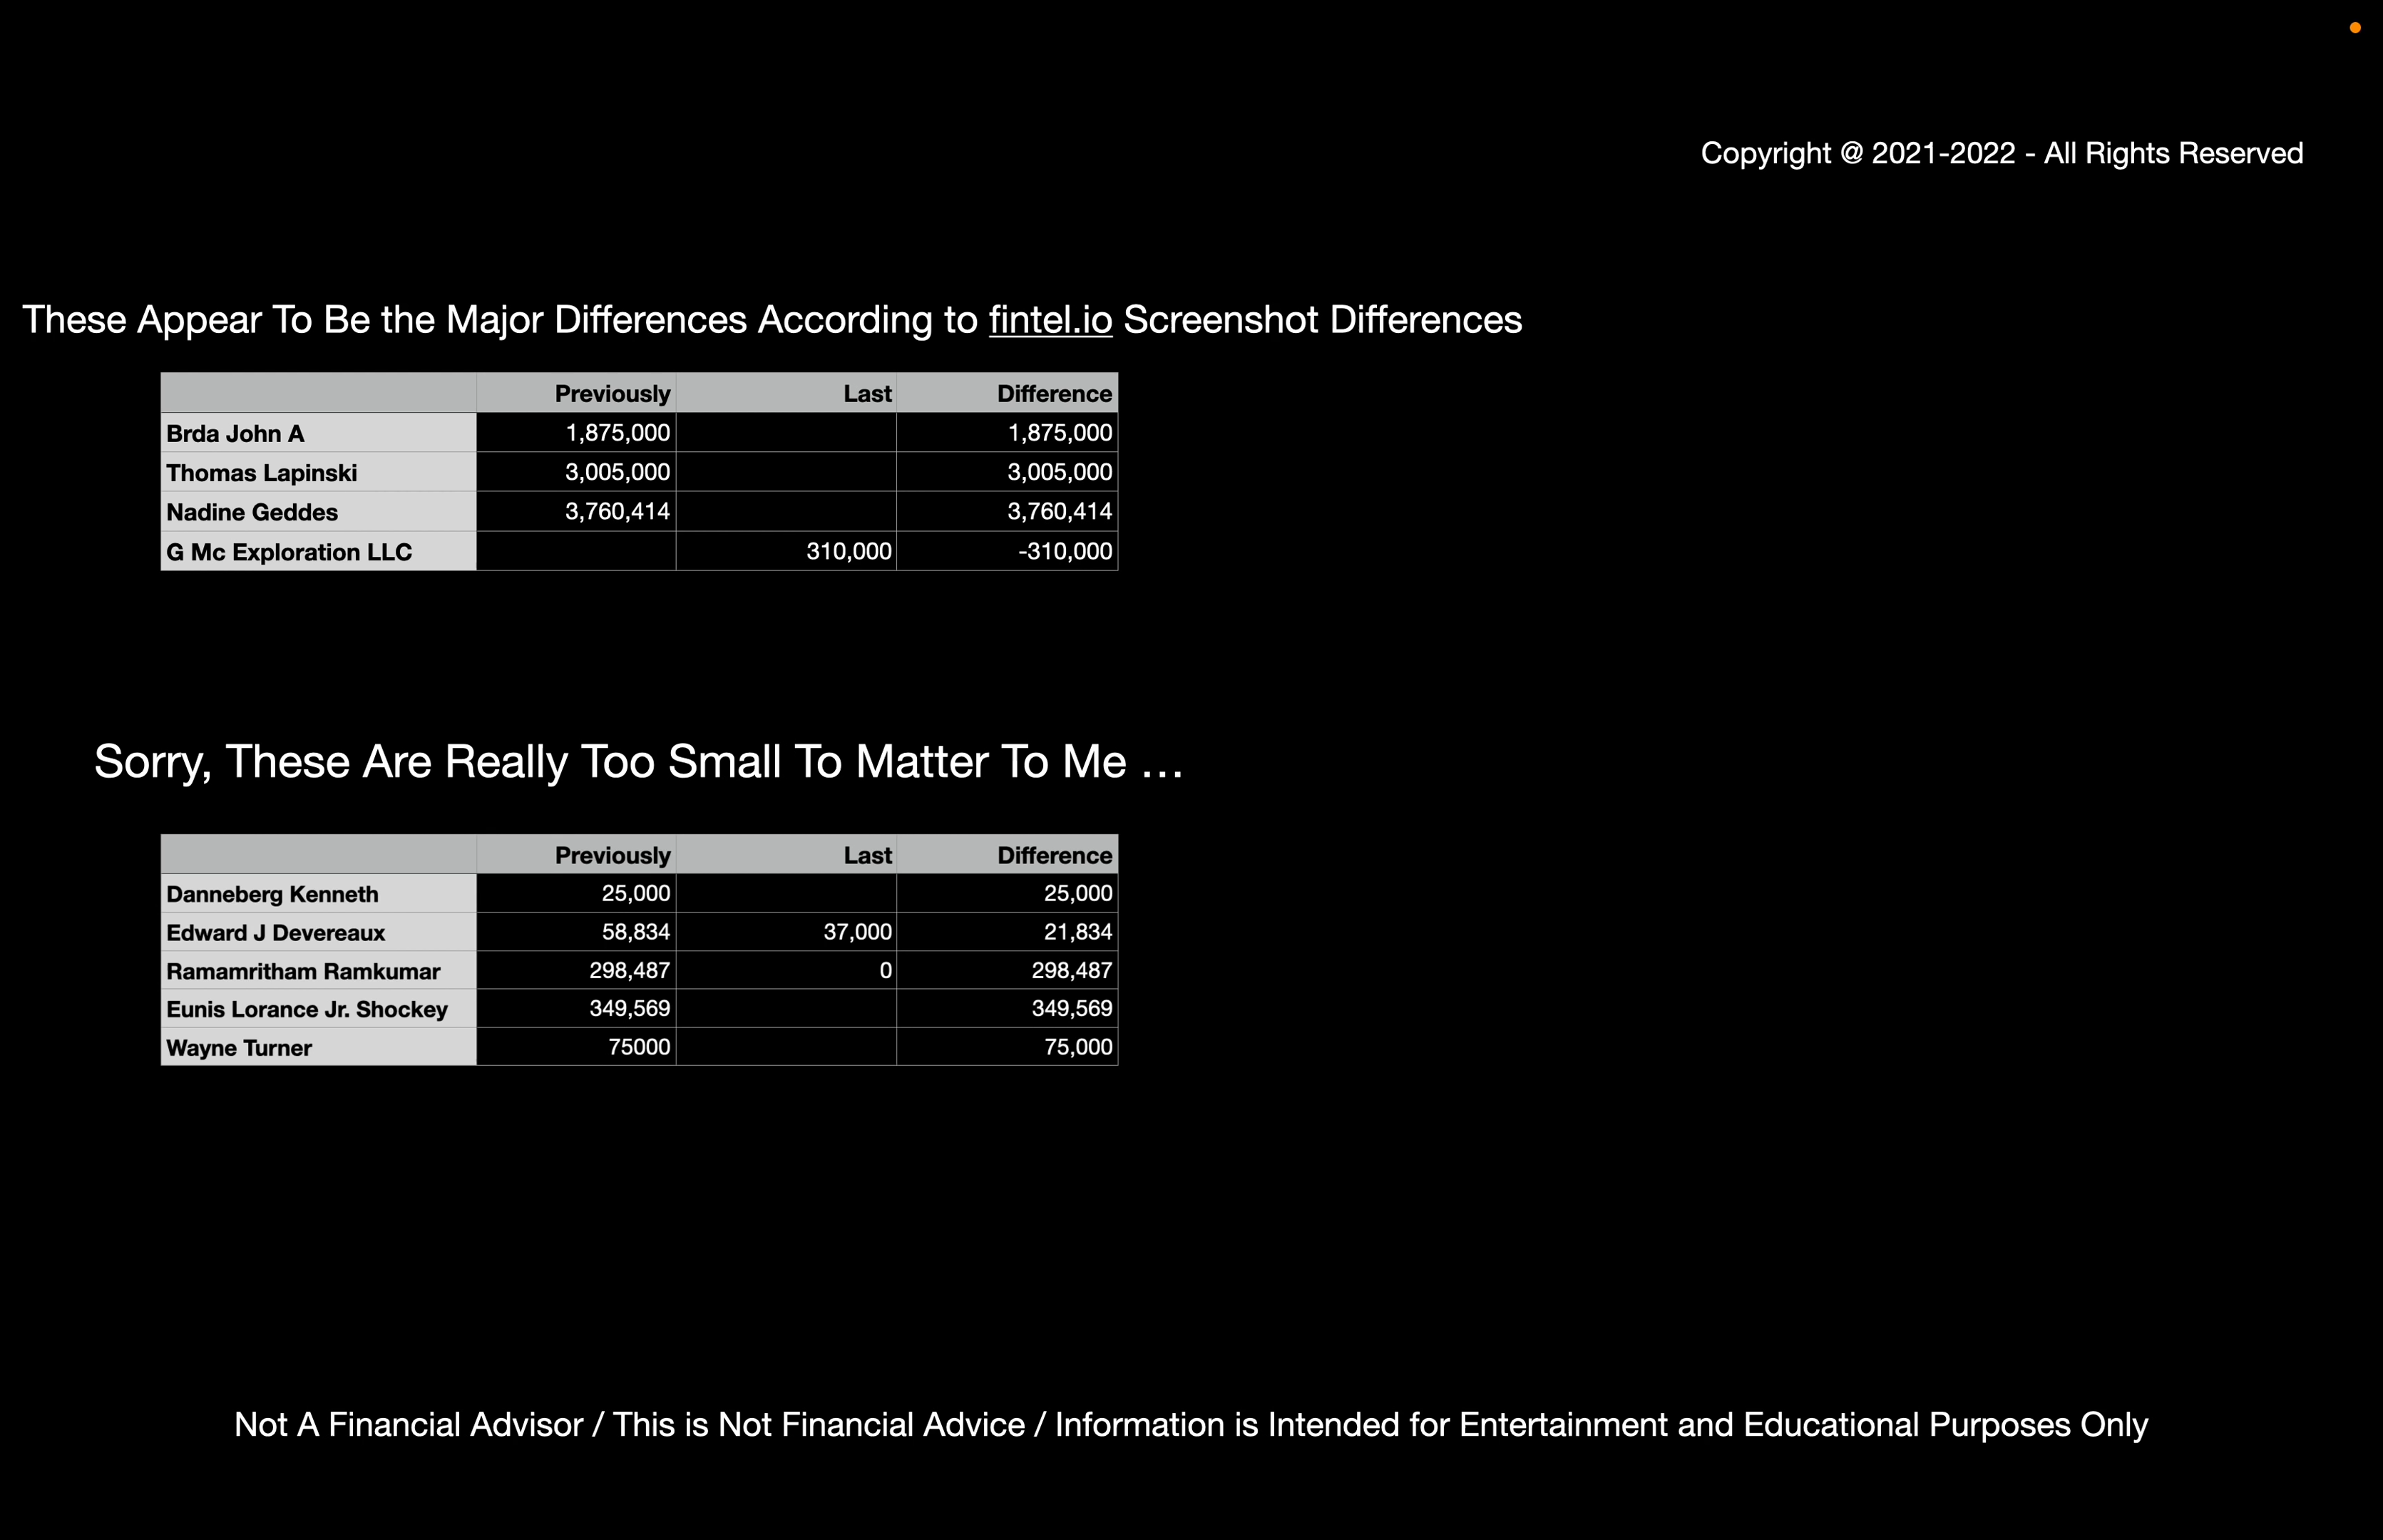 Copyright @ 2021-2022 - All Rights Reserved
These Appear To Be the Major Differences According to fintel.io Screenshot Differences
Previously Last Difference
Brda John A 1,875,000 1,875,000
Thomas Lapinski 3,005,000 3,005,000
Nadine Geddes 3,760,414 3,760,414
G Mc Exploration LLC 310,000 -310,000
Sorry, These Are Really Too Small To Matter To Me …
Previously Last Difference
Danneberg Kenneth 25,000 25,000
Edward J Devereaux 58,834 37,000 21,834
Ramamritham Ramkumar 298,487 0 298,487
Eunis Lorance Jr. Shockey 349,569 349,569
Wayne Turner 75000 75,000
Not A Financial Advisor / This is Not Financial Advice / Information is Intended for Entertainment and Educational Purposes Only